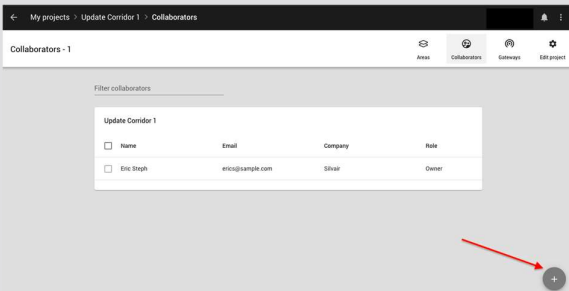 My projects > Update Corridor 1 > Collaborators
Collaborators - 1
Areas
Collaborators
Gateways
Edit project
Filter collaborators
Update Corridor 1
Name Email Company Role
Eric Steph erics@sample.com Silvair Owner